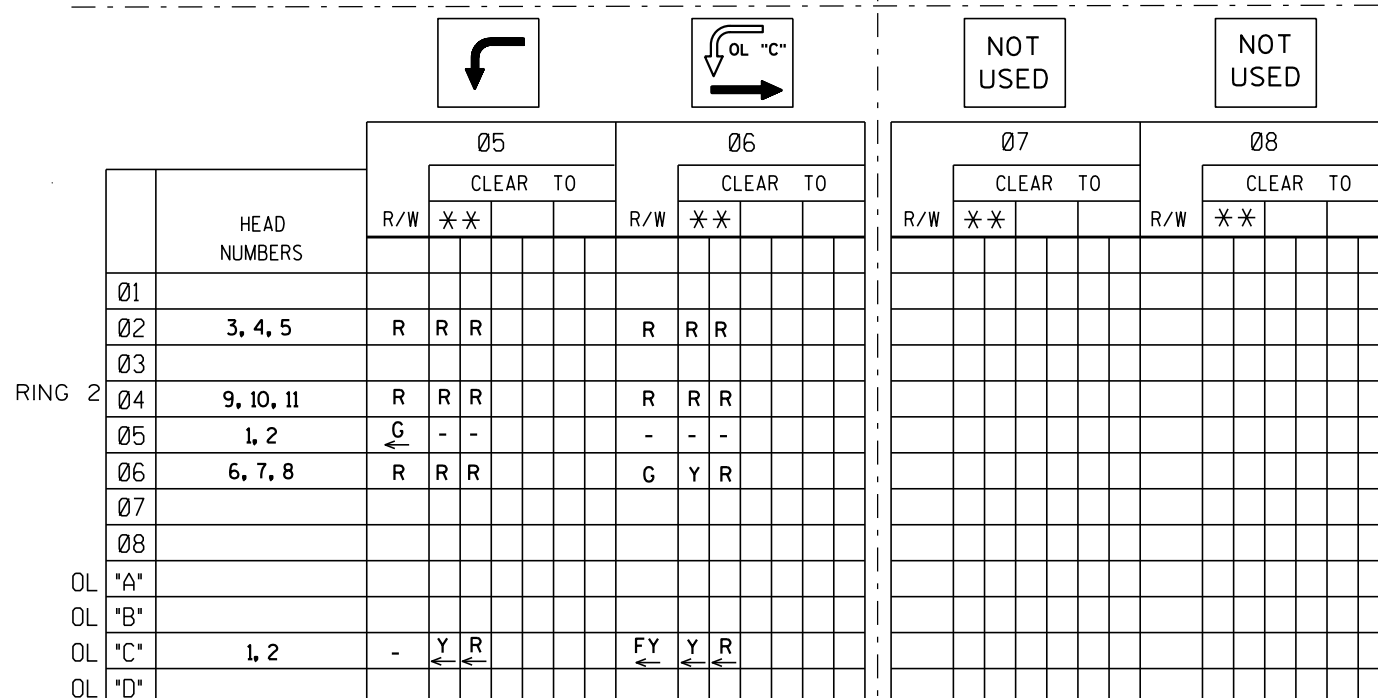 OL "C"
NOT USED
NOT USED
Ø5 Ø6 Ø7 Ø8
CLEAR TO CLEAR TO CLEAR TO CLEAR TO
HEAD NUMBERS R/W ** R/W ** R/W ** R/W **
Ø1
Ø2 3, 4, 5 R R R R R R
Ø3
RING 2 Ø4 9, 10, 11 R R R R R R
Ø5 1, 2 G ← - - - - -
Ø6 6, 7, 8 R R R G Y R
Ø7
Ø8
OL "A"
OL "B"
OL "C" 1, 2 - Y ← R ← FY ← Y ← R ←
OL "D"